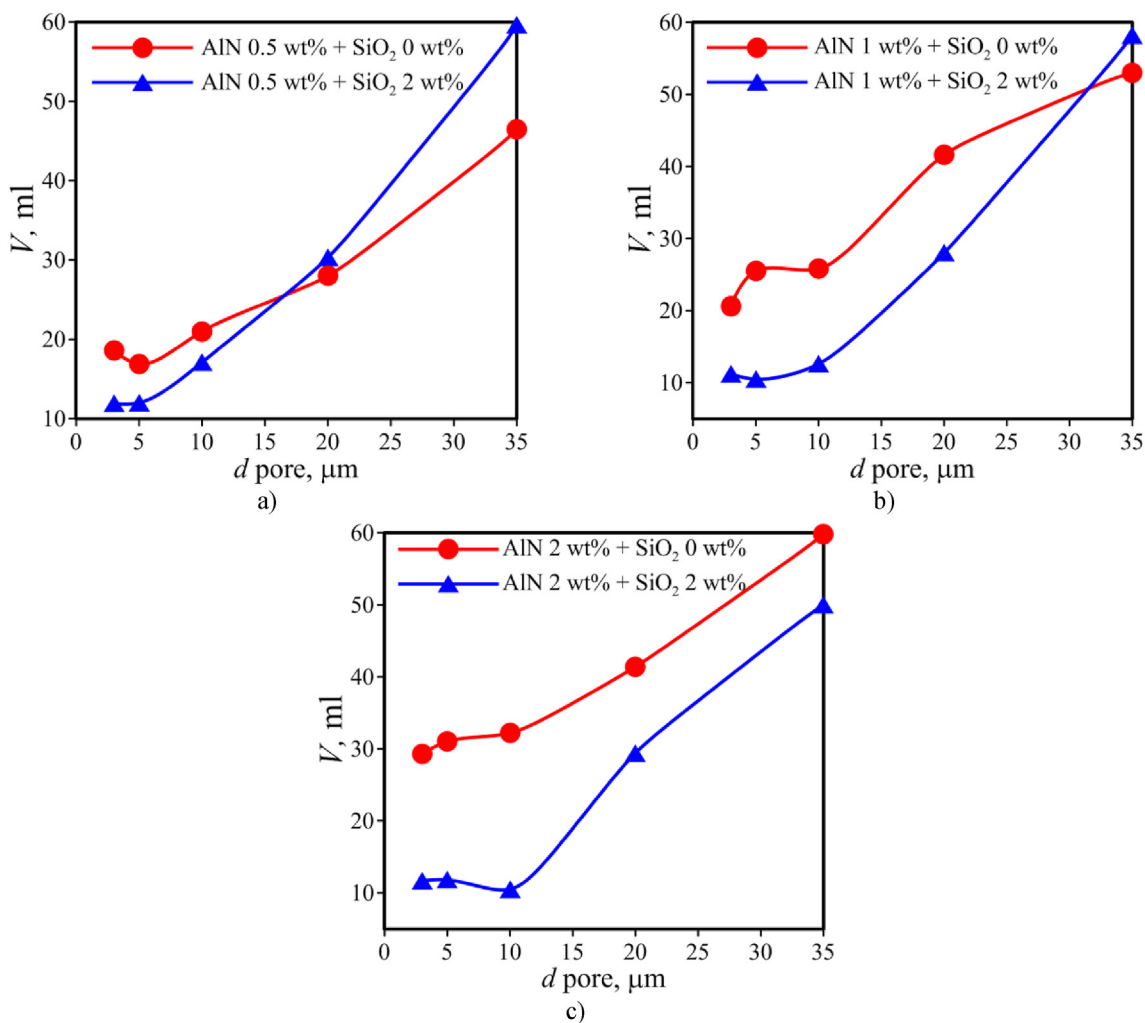 60
50
40
30
20
10
V, ml
AlN 0.5 wt% + SiO₂ 0 wt%
AlN 0.5 wt% + SiO₂ 2 wt%
0 5 10 15 20 25 30 35
d pore, μm
a)
60
50
40
30
20
10
V, ml
AlN 1 wt% + SiO₂ 0 wt%
AlN 1 wt% + SiO₂ 2 wt%
0 5 10 15 20 25 30 35
d pore, μm
b)
60
50
40
30
20
10
V, ml
AlN 2 wt% + SiO₂ 0 wt%
AlN 2 wt% + SiO₂ 2 wt%
0 5 10 15 20 25 30 35
d pore, μm
c)